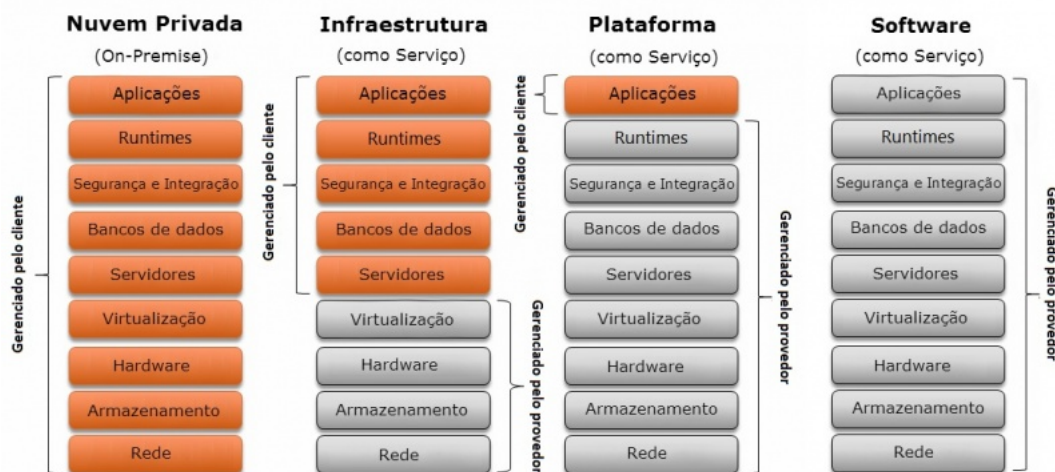 Nuvem Privada
(On-Premise)
Gerenciado pelo cliente
Aplicações
Runtimes
Segurança e Integração
Bancos de dados
Servidores
Virtualização
Hardware
Armazenamento
Rede
Infraestrutura
(como Serviço)
Gerenciado pelo cliente
Aplicações
Runtimes
Segurança e Integração
Bancos de dados
Servidores
Virtualização
Hardware
Armazenamento
Rede
Gerenciado pelo provedor
Plataforma
(como Serviço)
Gerenciado pelo cliente
Aplicações
Runtimes
Segurança e Integração
Bancos de dados
Servidores
Virtualização
Hardware
Armazenamento
Rede
Gerenciado pelo provedor
Software
(como Serviço)
Aplicações
Runtimes
Segurança e Integração
Bancos de dados
Servidores
Virtualização
Hardware
Armazenamento
Rede
Gerenciado pelo provedor